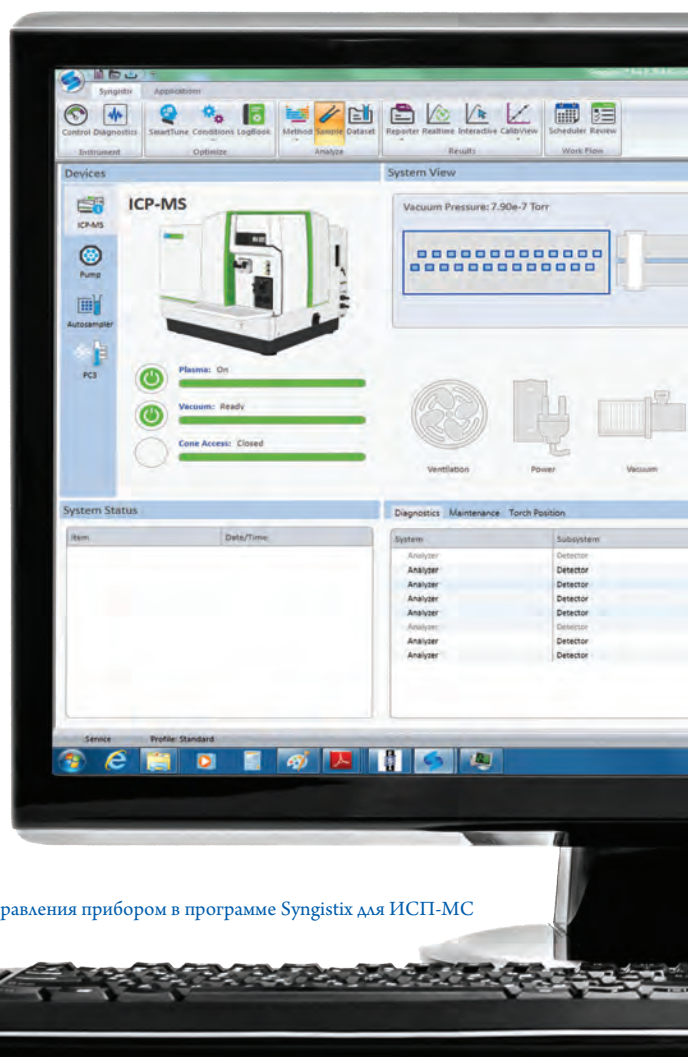 Syngistix Applications
Control Diagnostics SmartTune Conditions LogBook Method Sample Dataset Reporter Realtime Interactive CalibView Scheduler Review
Instrument Optimize Analyze Results Work Flow
Devices
System View
ICP-MS
Pump
Autosampler
PC3
ICP-MS
Plasma: On
Vacuum: Ready
Cone Access: Closed
Vacuum Pressure: 7.90e-7 Torr
Ventilation Power Vacuum
System Status
Item Date/Time
Diagnostics Maintenance Torch Position
System Subsystem
Analyzer Detector
Analyzer Detector
Analyzer Detector
Analyzer Detector
Analyzer Detector
Analyzer Detector
Analyzer Detector
Analyzer Detector
Service Profile: Standard
равления прибором в программе Syngistix для ИСП-МС